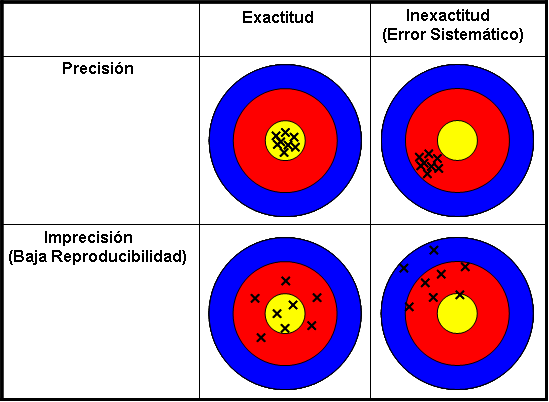 Exactitud
Inexactitud
(Error Sistemático)
Precisión
Imprecisión
(Baja Reproducibilidad)